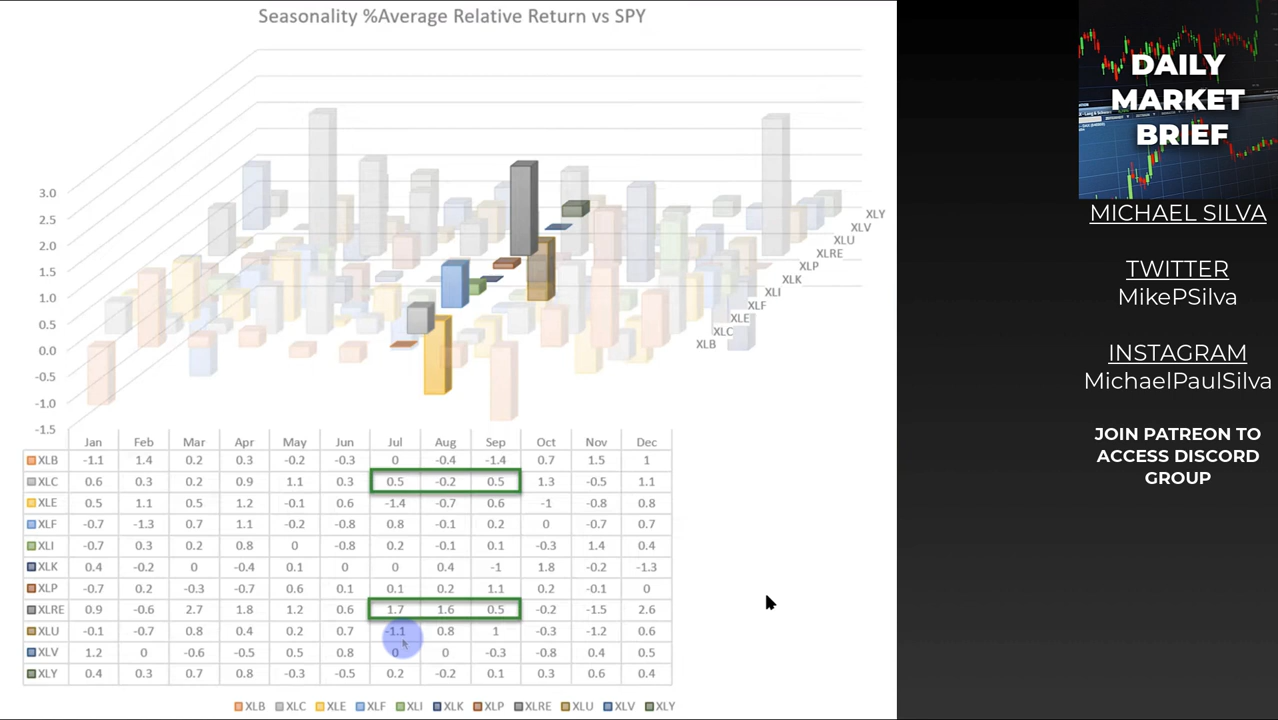 Seasonality %Average Relative Return vs SPY
3.0
2.5
2.0
1.5
1.0
0.5
0.0
-0.5
-1.0
-1.5
XLY
XLV
XLU
XLRE
XLP
XLK
XLI
XLF
XLE
XLC
XLB
Jan Feb Mar Apr May Jun Jul Aug Sep Oct Nov Dec
XLB -1.1 1.4 0.2 0.3 -0.2 -0.3 0 -0.4 -1.4 0.7 1.5 1
XLC 0.6 0.3 0.2 0.9 1.1 0.3 0.5 -0.2 0.5 1.3 -0.5 1.1
XLE 0.5 1.1 0.5 1.2 -0.1 0.6 -1.4 -0.7 0.6 -1 -0.8 0.8
XLF -0.7 -1.3 0.7 1.1 -0.2 -0.8 0.8 -0.1 0.2 0 -0.7 0.7
XLI -0.7 0.3 0.2 0.8 0 -0.8 0.2 -0.1 0.1 -0.3 1.4 0.4
XLK 0.4 -0.2 0 -0.4 0.1 0 0 0.4 -1 1.8 -0.2 -1.3
XLP -0.7 0.2 -0.3 -0.7 0.6 0.1 0.1 0.2 1.1 0.2 -0.1 0
XLRE 0.9 -0.6 2.7 1.8 1.2 0.6 1.7 1.6 0.5 -0.2 -1.5 2.6
XLU -0.1 -0.7 0.8 0.4 0.2 0.7 -1.1 0.8 1 -0.3 -1.2 0.6
XLV 1.2 0 -0.6 -0.5 0.5 0.8 0 0 -0.3 -0.8 0.4 0.5
XLY 0.4 0.3 0.7 0.8 -0.3 -0.5 0.2 -0.2 0.1 0.3 0.6 0.4
XLB XLC XLE XLF XLI XLK XLP XLRE XLU XLV XLY
DAILY
MARKET
BRIEF
MICHAEL SILVA
TWITTER
MikePSilva
INSTAGRAM
MichaelPaulSilva
JOIN PATREON TO
ACCESS DISCORD
GROUP